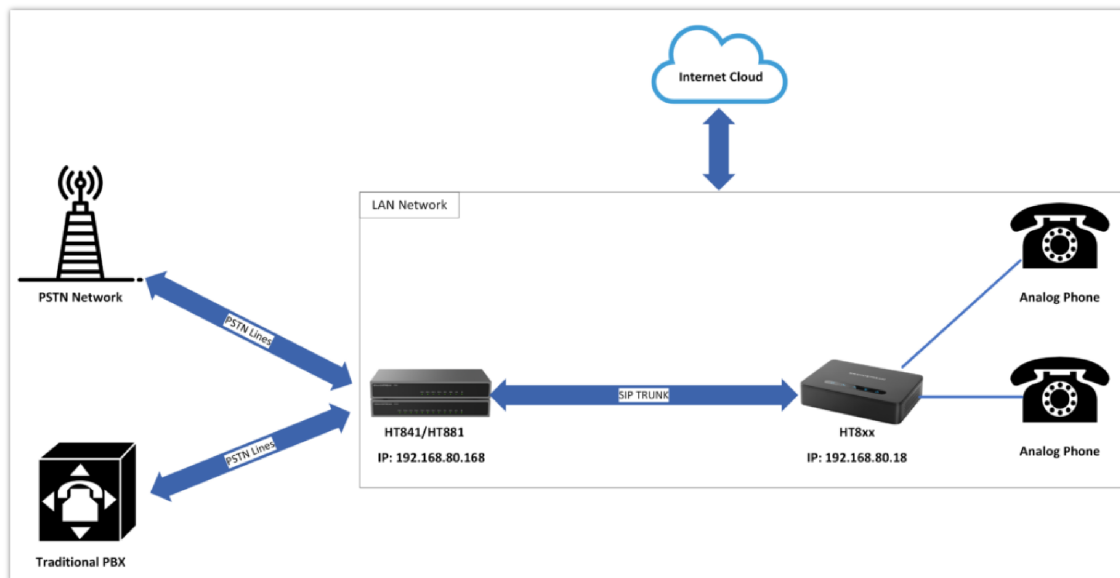 Internet Cloud
LAN Network
PSTN Network
PSTN Lines
Analog Phone
SIP TRUNK
HT841/HT881
IP: 192.168.80.168
HT8xx
IP: 192.168.80.18
Analog Phone
PSTN Lines
Traditional PBX